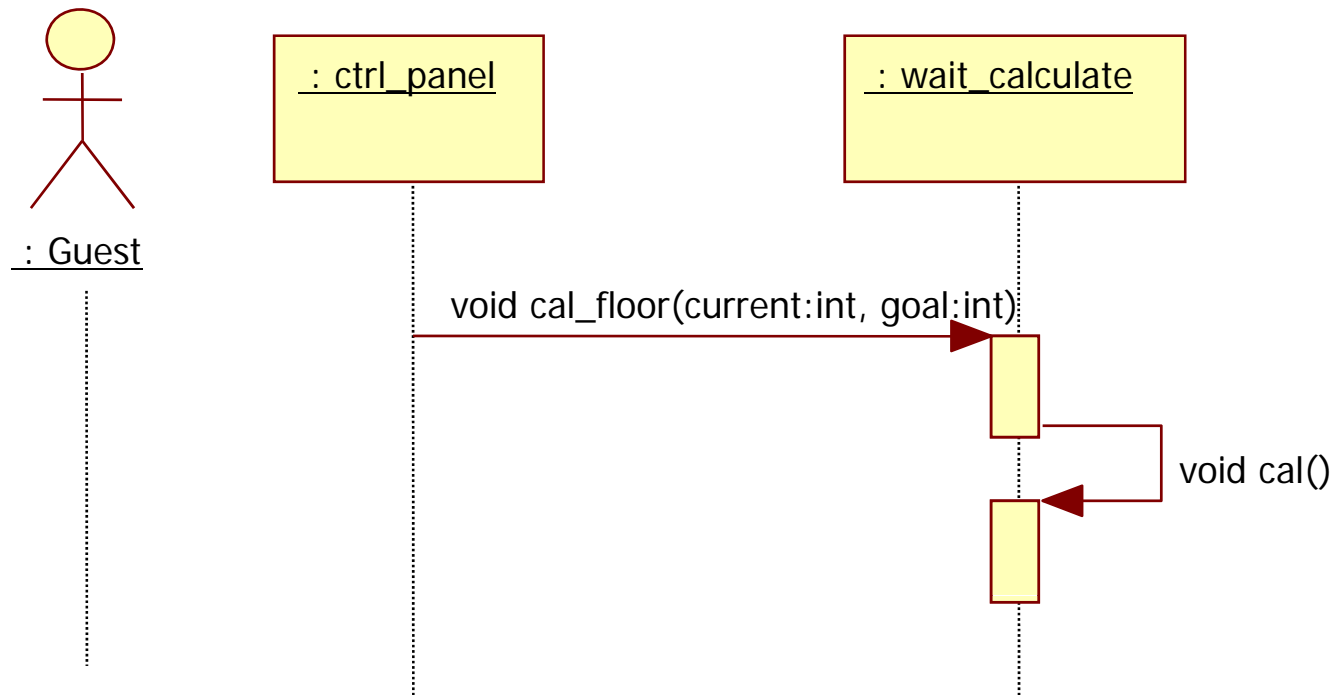 : ctrl_panel
: wait_calculate
: Guest
void cal_floor(current:int, goal:int)
void cal()